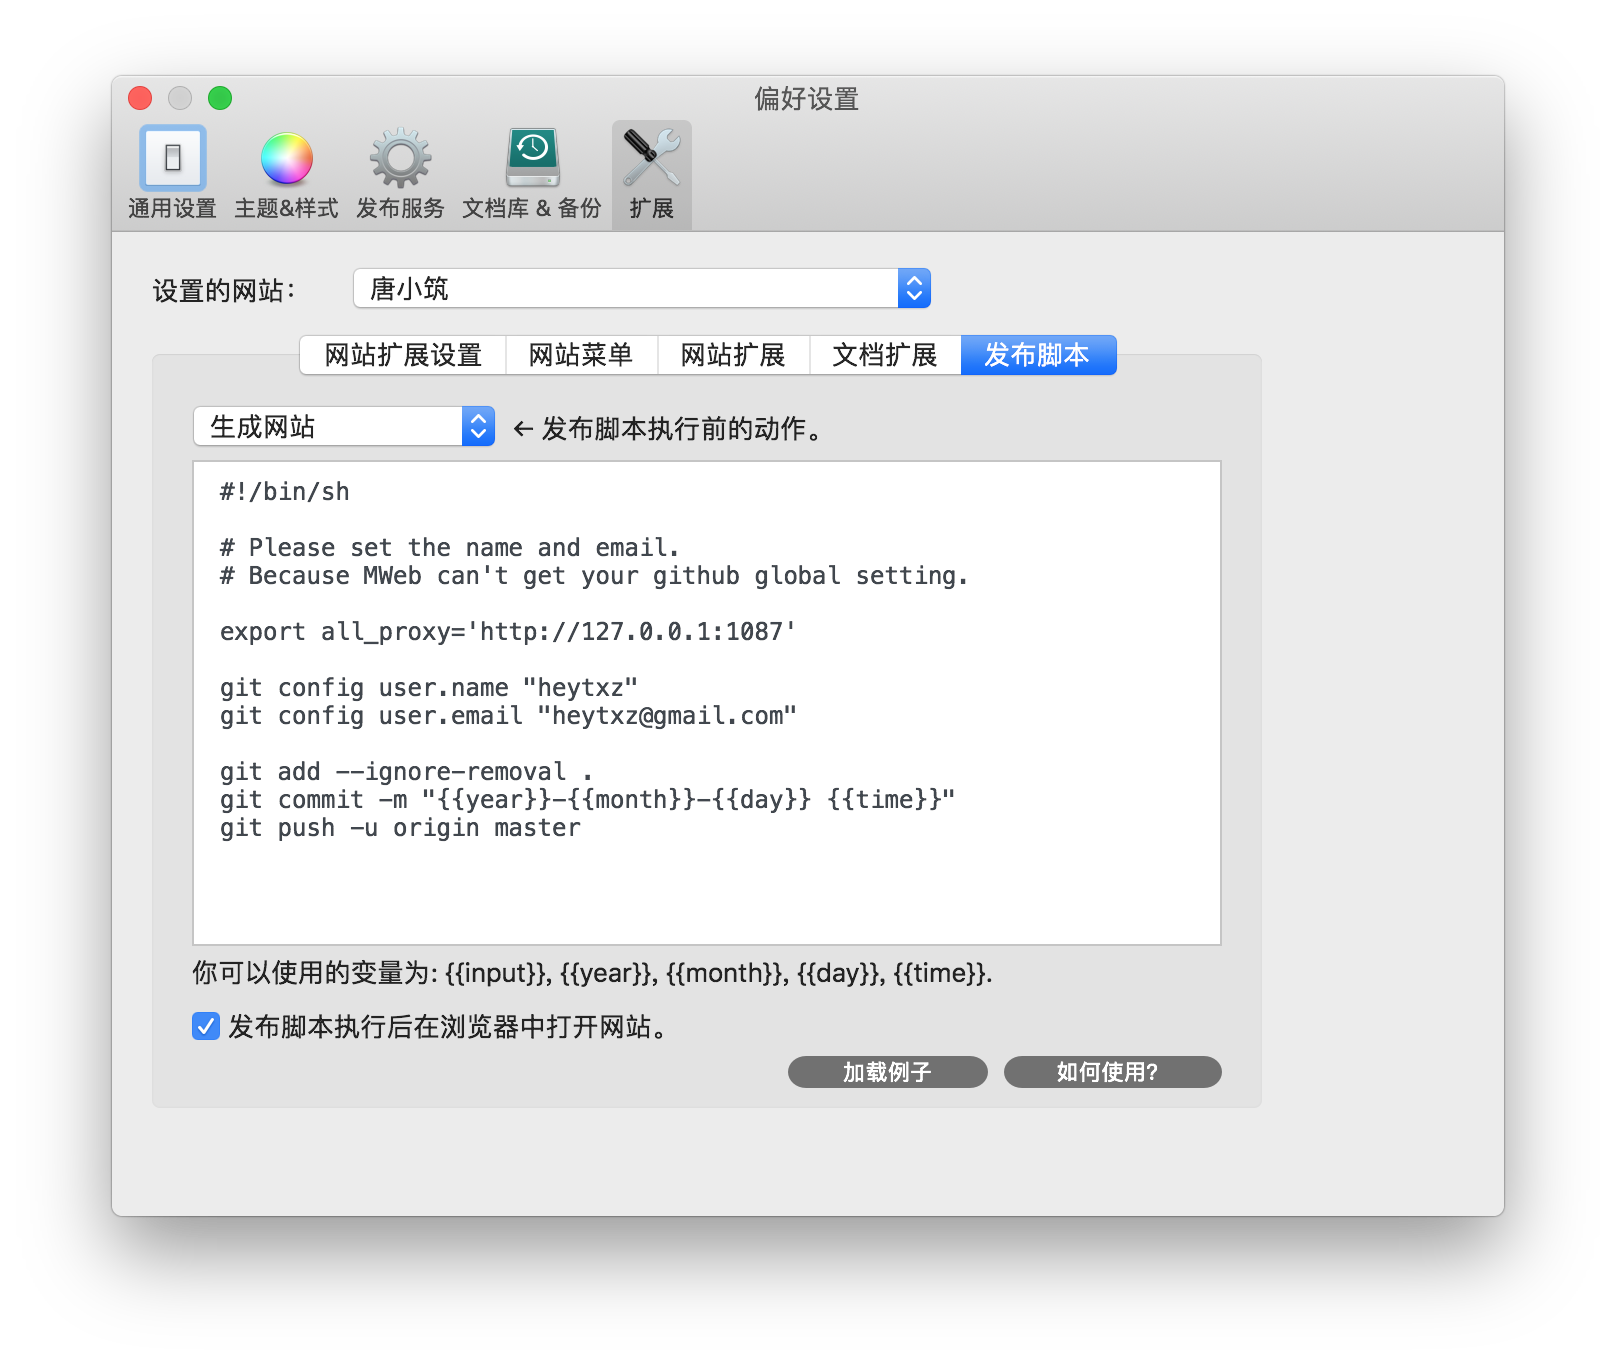 偏好设置
通用设置 主题&样式 发布服务 文档库 & 备份 扩展
设置的网站： 唐小筑
网站扩展设置 网站菜单 网站扩展 文档扩展 发布脚本
生成网站 ← 发布脚本执行前的动作。
#!/bin/sh
# Please set the name and email.
# Because MWeb can't get your github global setting.
export all_proxy='http://127.0.0.1:1087'
git config user.name "heytxz"
git config user.email "heytxz@gmail.com"
git add --ignore-removal .
git commit -m "{{year}}-{{month}}-{{day}} {{time}}"
git push -u origin master
你可以使用的变量为: {{input}}, {{year}}, {{month}}, {{day}}, {{time}}.
发布脚本执行后在浏览器中打开网站。
加载例子 如何使用?